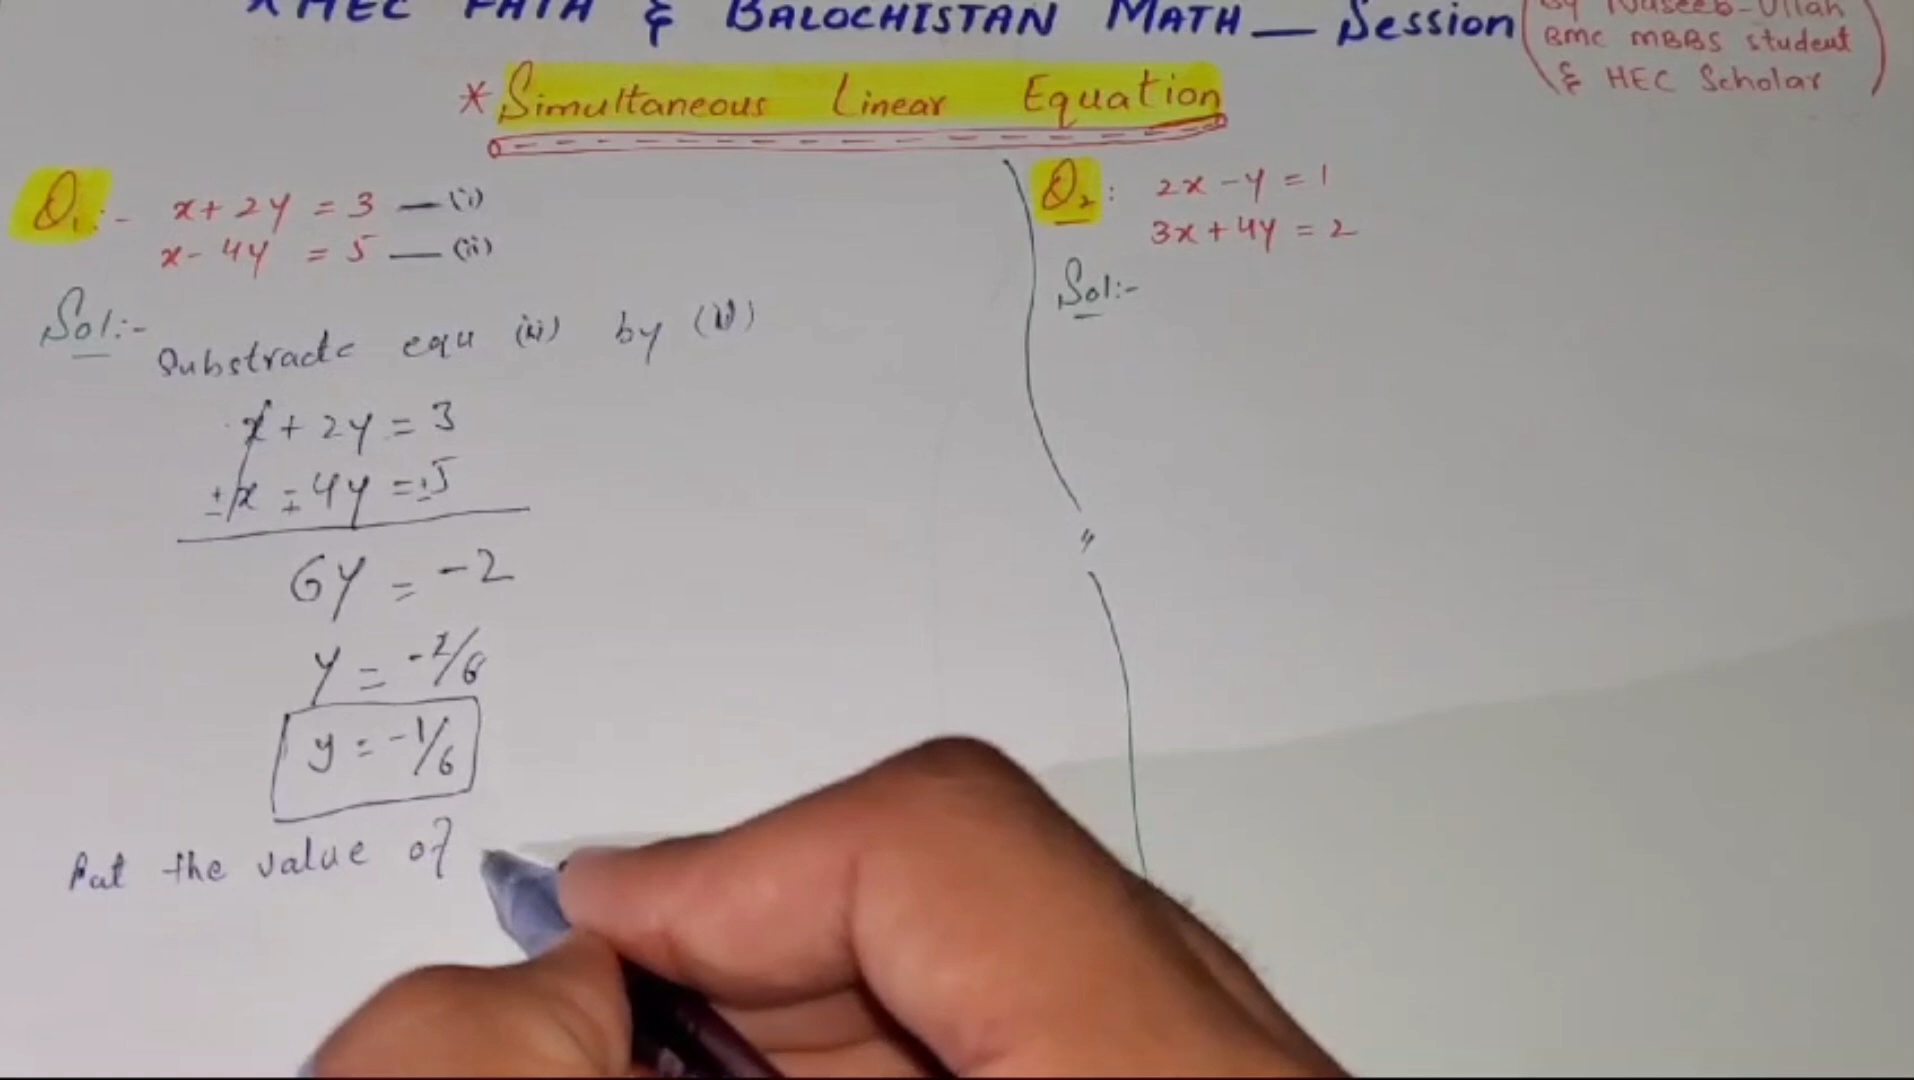 HEC & BALOCHISTAN MATH — Session
BMC MBBS student
& HEC Scholar
* Simultaneous Linear Equation
Q1:- x + 2y = 3 — (i)
x - 4y = 5 — (ii)
Sol:-
Substracte equ (ii) by (i)
x + 2y = 3
± x ∓ 4y = ± 5
6y = -2
y = -2/6
y = -1/6
Put the value of
Q2: 2x - y = 1
3x + 4y = 2
Sol:-